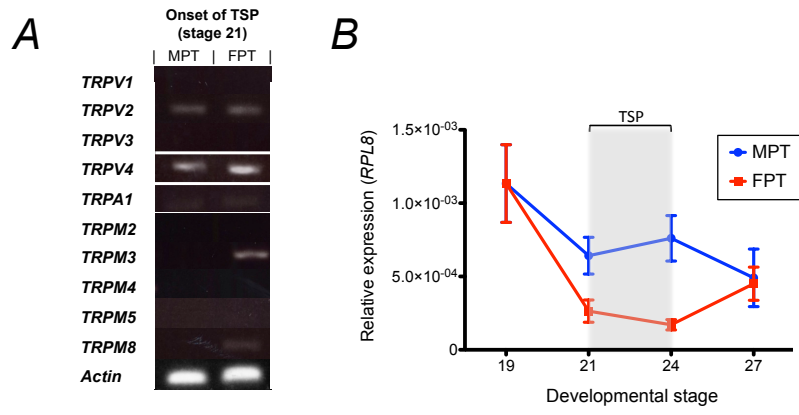 A
Onset of TSP
(stage 21)
| MPT | FPT |
TRPV1
TRPV2
TRPV3
TRPV4
TRPA1
TRPM2
TRPM3
TRPM4
TRPM5
TRPM8
Actin
B
TSP
1.5×10⁻⁰³
1.0×10⁻⁰³
5.0×10⁻⁰⁴
0
Relative expression (RPL8)
19 21 24 27
Developmental stage
MPT
FPT